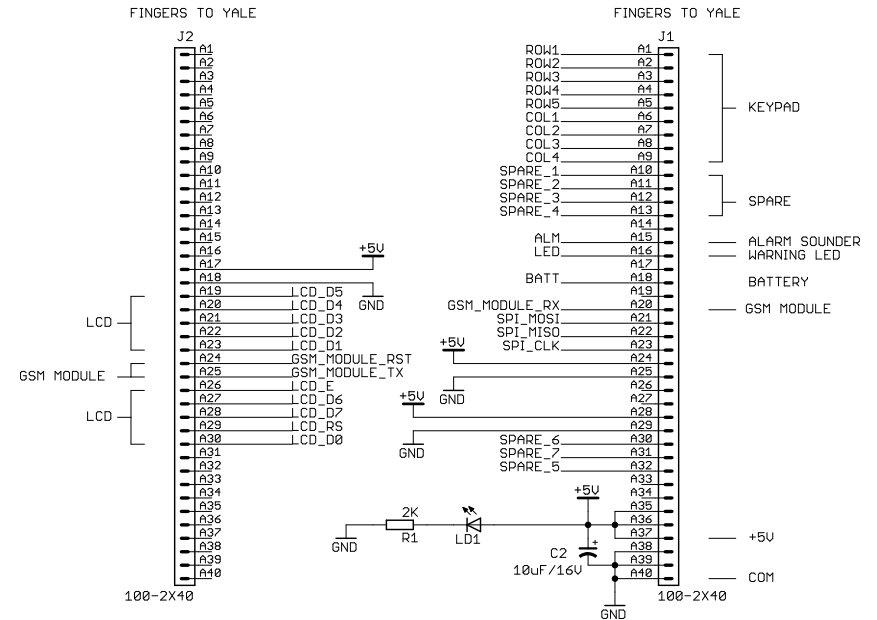 FINGERS TO YALE
J2
A1
A2
A3
A4
A5
A6
A7
A8
A9
A10
A11
A12
A13
A14
A15
A16
A17
+5V
A18
GND
A19 LCD_D5
A20 LCD_D4
A21 LCD_D3
LCD
A22 LCD_D2
A23 LCD_D1
A24 GSM_MODULE_RST
GSM MODULE
A25 GSM_MODULE_TX
A26 LCD_E
A27 LCD_D6
LCD
A28 LCD_D7
A29 LCD_RS
A30 LCD_D0
A31
A32
A33
A34
A35
A36
A37
A38
A39
A40
100-2X40
FINGERS TO YALE
J1
ROW1 A1
ROW2 A2
ROW3 A3
ROW4 A4
ROW5 A5
KEYPAD
COL1 A6
COL2 A7
COL3 A8
COL4 A9
SPARE_1 A10
SPARE_2 A11
SPARE_3 A12
SPARE
SPARE_4 A13
A14
ALM A15 ALARM SOUNDER
LED A16 WARNING LED
A17
BATT A18 BATTERY
A19
GSM_MODULE_RX A20 GSM MODULE
SPI_MOSI A21
SPI_MISO A22
SPI_CLK A23
+5V
A24
A25
GND
A26
+5V
A27
A28
A29
GND
SPARE_6 A30
SPARE_7 A31
SPARE_5 A32
A33
A34
+5V
A35
A36
A37 +5V
2K
R1
GND
LD1
C2
+
10uF/16V
A38
A39
A40 COM
GND
100-2X40